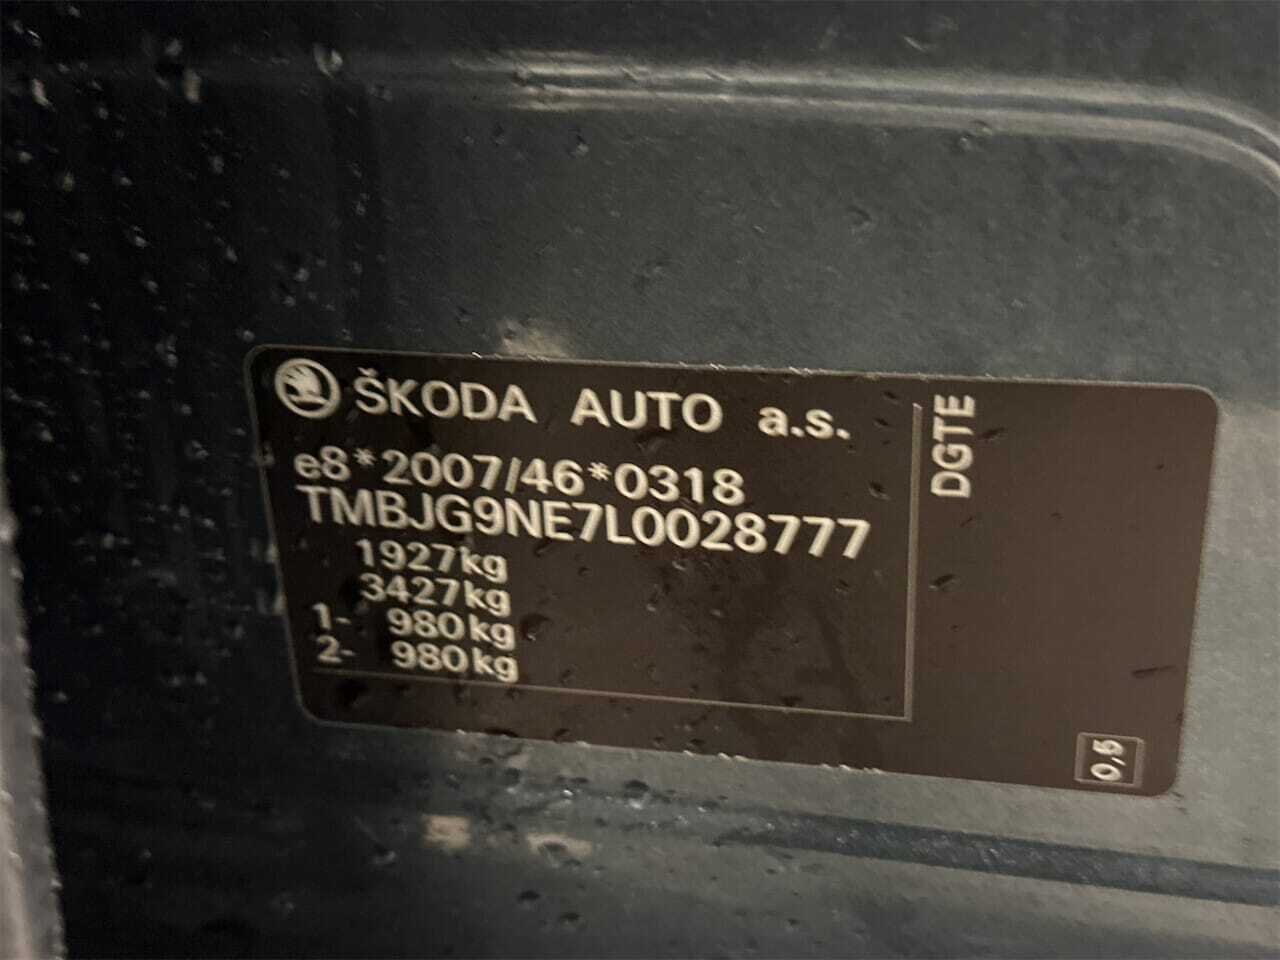 ŠKODA AUTO a.s.
e8*2007/46*0318
TMBJG9NE7L0028777
1927kg
3427kg
1- 980kg
2- 980kg
DGTE
0,5